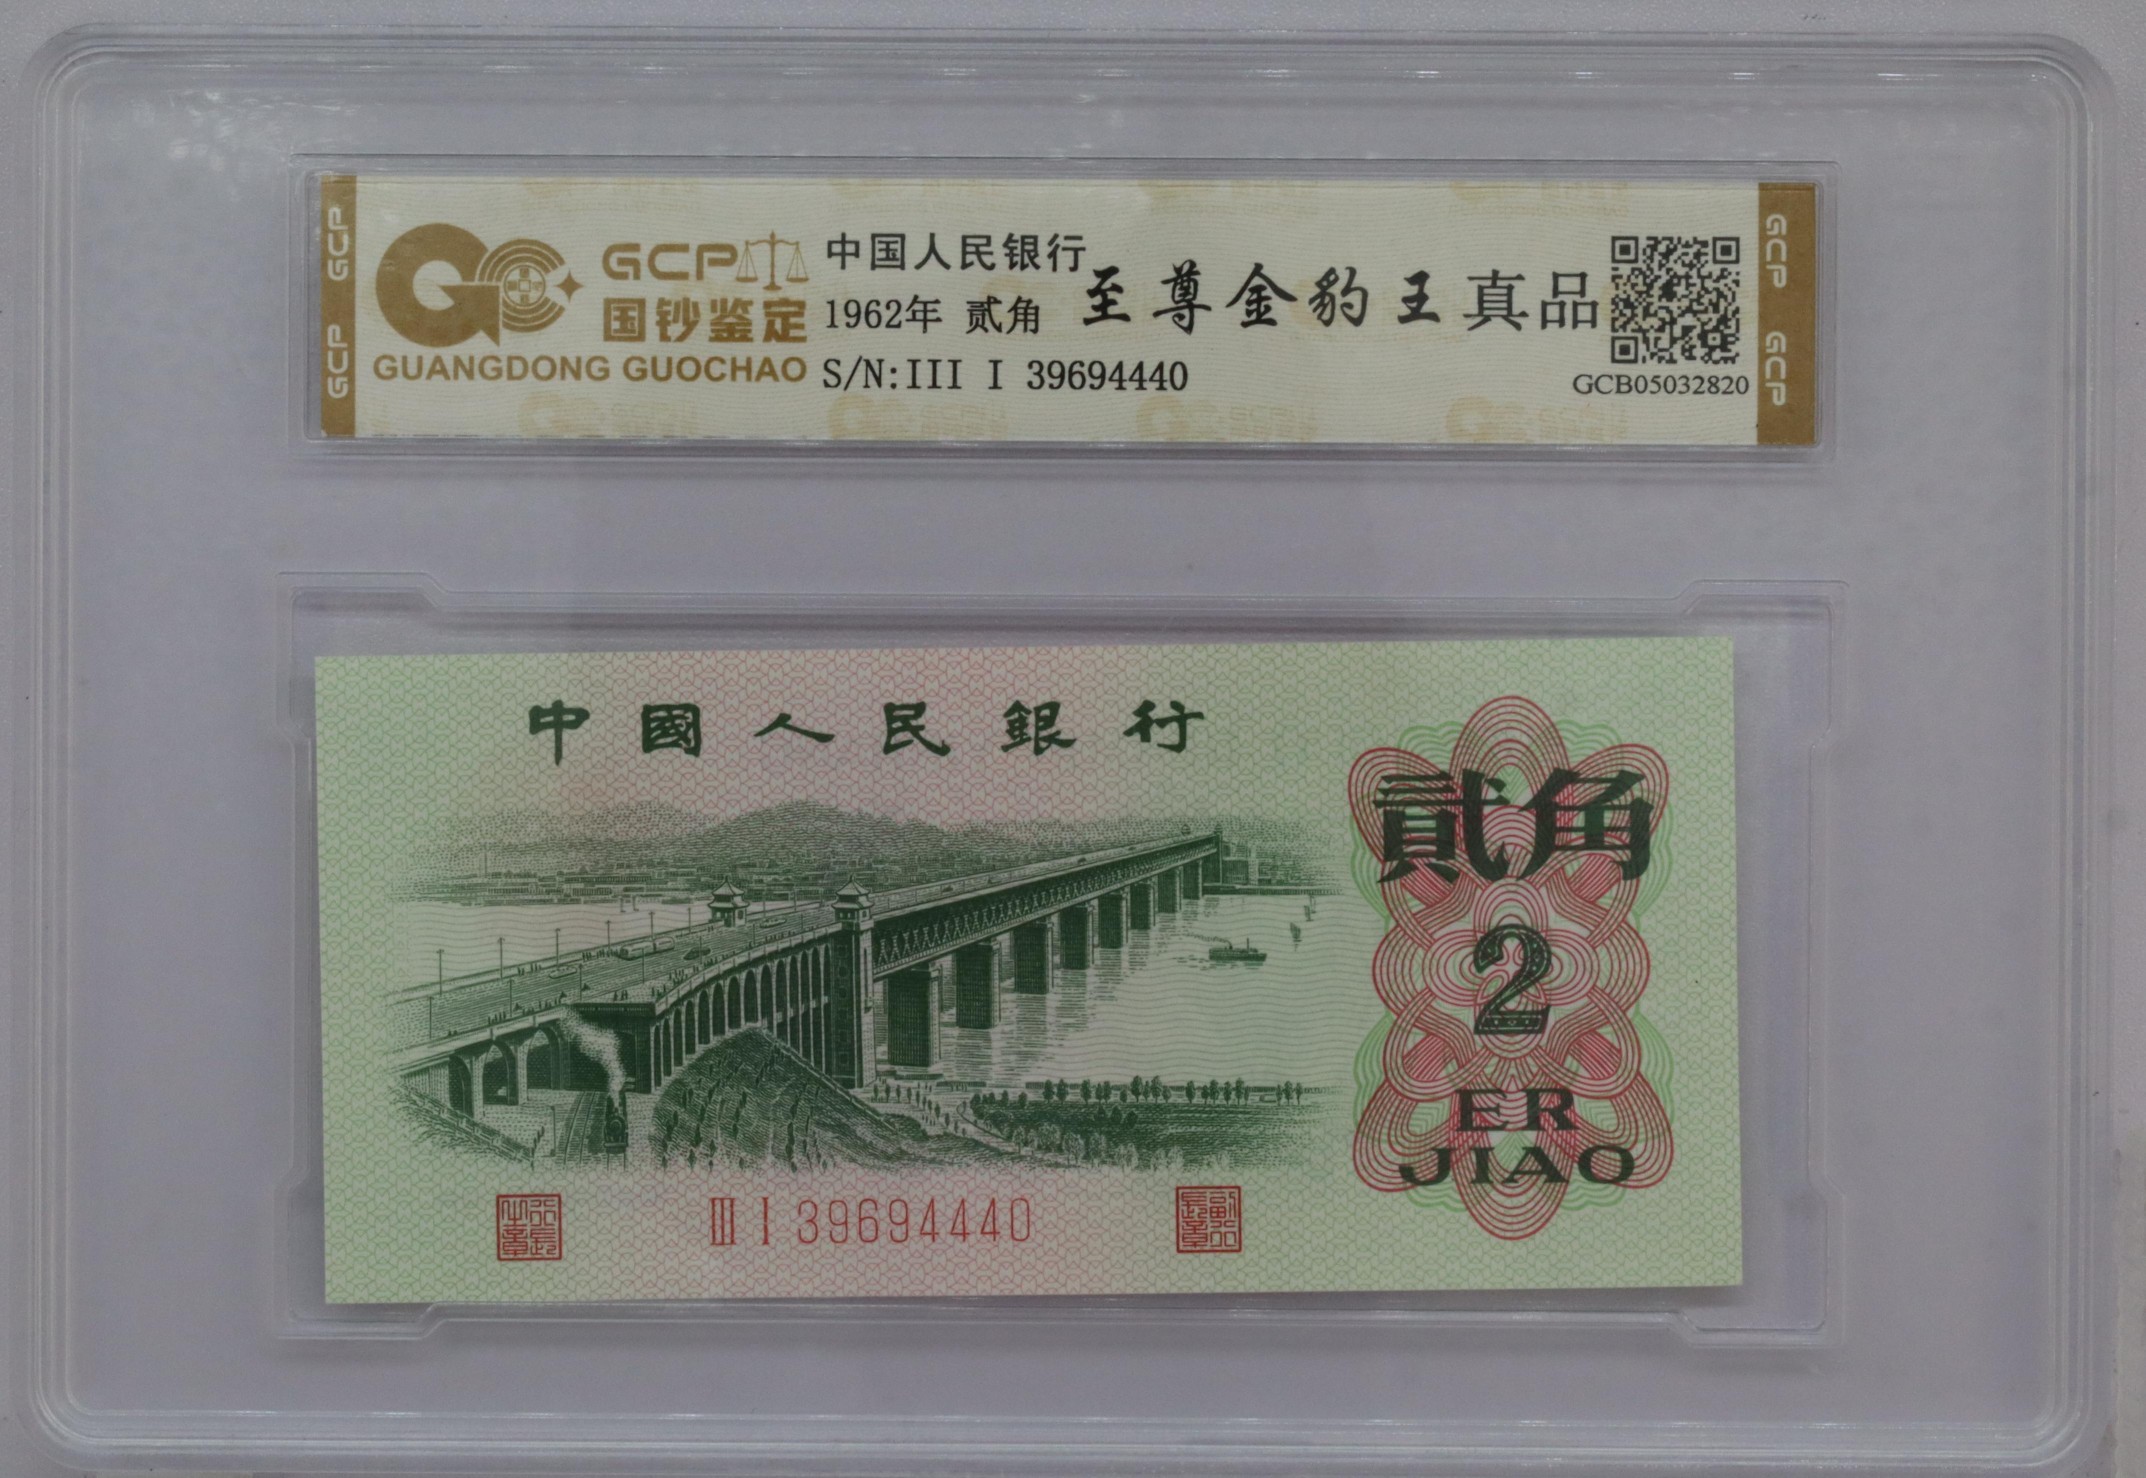 GCP
GCP
GCP
国钞鉴定
GUANGDONG GUOCHAO
中国人民银行
1962年 贰角
至尊金豹王真品
S/N:III I 39694440
GCB05032820
GCP
GCP
中國人民銀行
貳角
2
ER
JIAO
III I 39694440